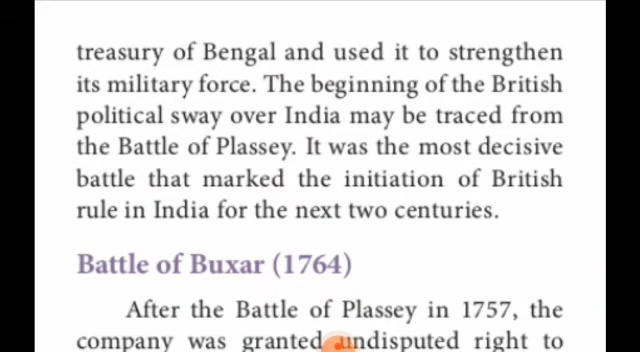 treasury of Bengal and used it to strengthen
its military force. The beginning of the British
political sway over India may be traced from
the Battle of Plassey. It was the most decisive
battle that marked the initiation of British
rule in India for the next two centuries.
Battle of Buxar (1764)
After the Battle of Plassey in 1757, the
company was granted undisputed right to